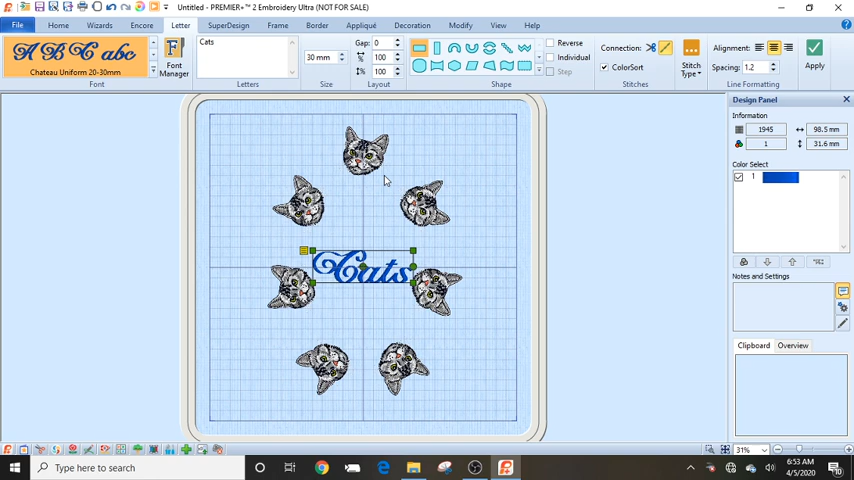 Untitled - PREMIER+™ 2 Embroidery Ultra (NOT FOR SALE)
File Home Wizards Encore Letter SuperDesign Frame Border Appliqué Decoration Modify View Help
A B C abc
Chateau Uniform 20-30mm
Font
Font Manager
Cats
Letters
30 mm
Size
Gap: 0
% 100
% 100
Layout
Reverse
Individual
Step
Shape
Connection:
ColorSort
Stitches
Stitch Type
Alignment:
Spacing: 1.2
Line Formatting
Apply
Design Panel
Information
1945 98.5 mm
1 31.6 mm
Color Select
1
Cats
Notes and Settings
Clipboard Overview
31%
Type here to search
6:53 AM
4/5/2020
10